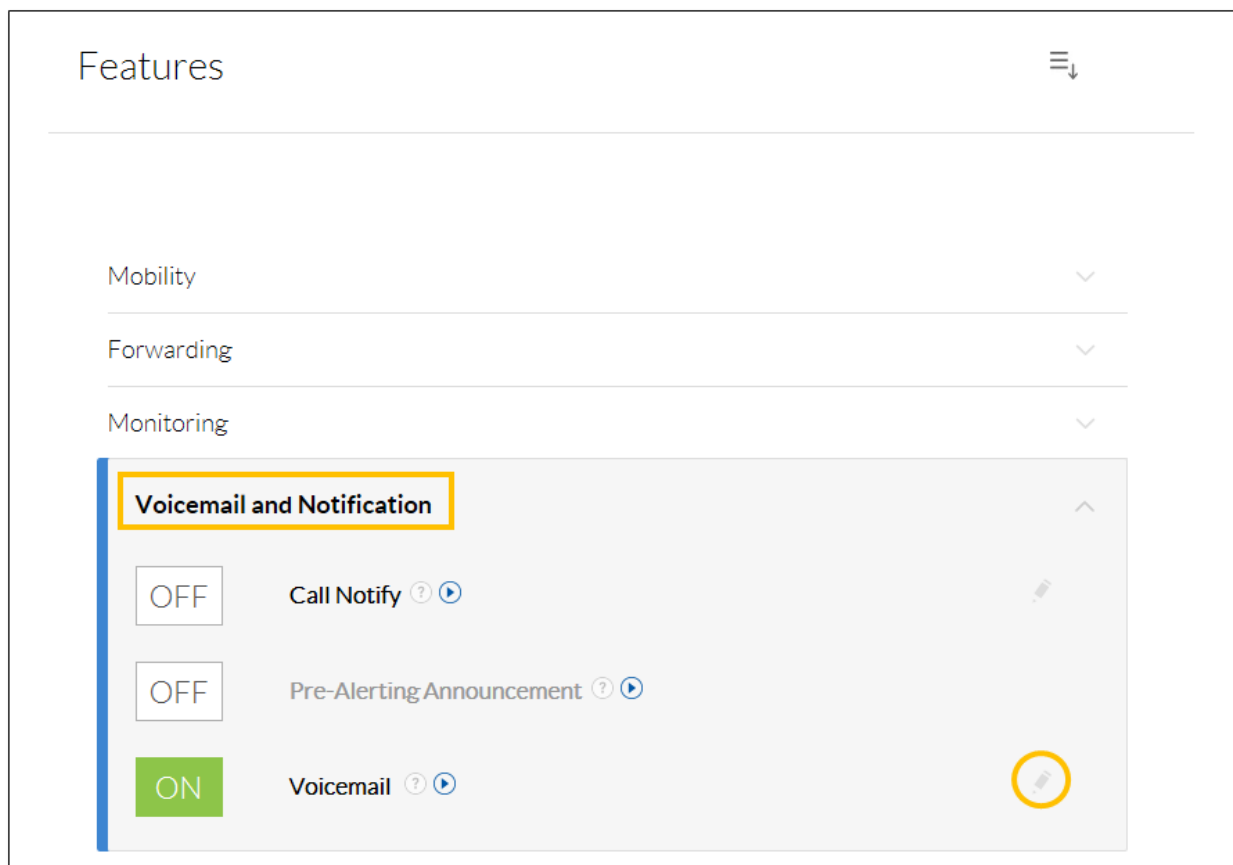 Features
Mobility
Forwarding
Monitoring
Voicemail and Notification
OFF Call Notify ?
OFF Pre-Alerting Announcement ?
ON Voicemail ?